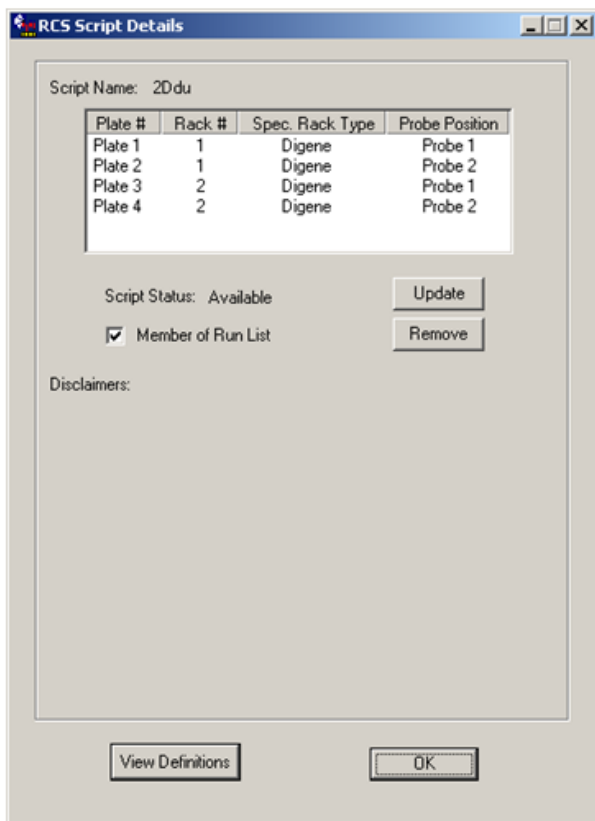 RCS Script Details
Script Name: 2Ddu
Plate # Rack # Spec. Rack Type Probe Position
Plate 1 1 Digene Probe 1
Plate 2 1 Digene Probe 2
Plate 3 2 Digene Probe 1
Plate 4 2 Digene Probe 2
Script Status: Available Update
Member of Run List Remove
Disclaimers:
View Definitions OK